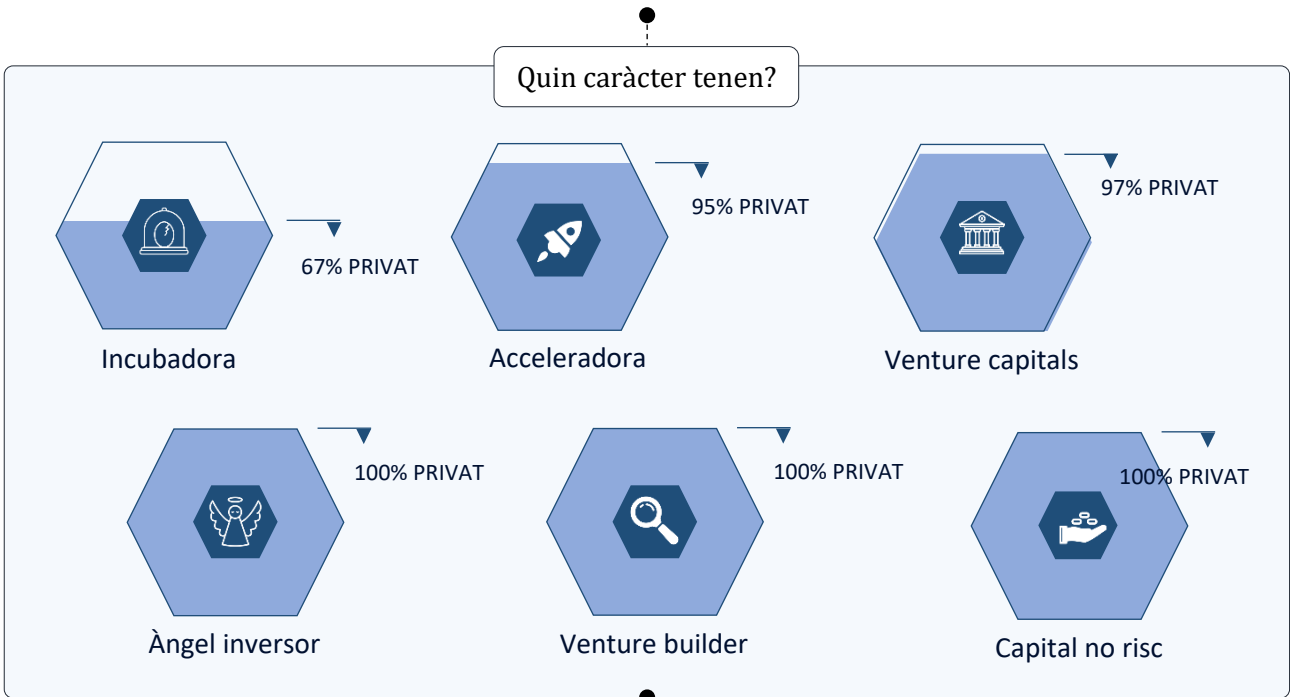 Quin caràcter tenen?
67% PRIVAT
Incubadora
95% PRIVAT
Acceleradora
97% PRIVAT
Venture capitals
100% PRIVAT
Àngel inversor
100% PRIVAT
Venture builder
100% PRIVAT
Capital no risc